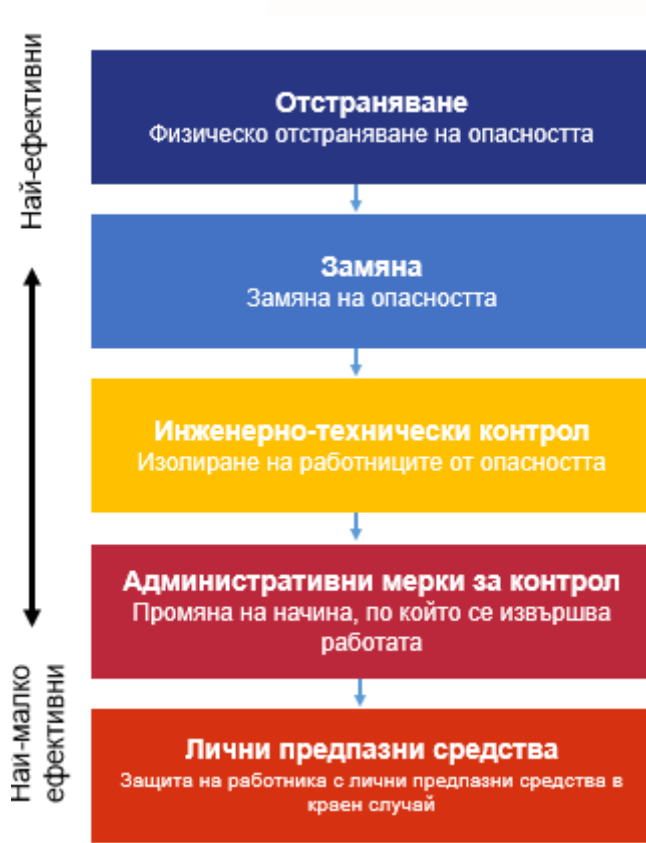 Най-ефективни
Отстраняване
Физическо отстраняване на опасността
Замяна
Замяна на опасността
Инженерно-технически контрол
Изолиране на работниците от опасността
Административни мерки за контрол
Промяна на начина, по който се извършва
работата
Най-малко
ефективни
Лични предпазни средства
Защита на работника с лични предпазни средства в
краен случай